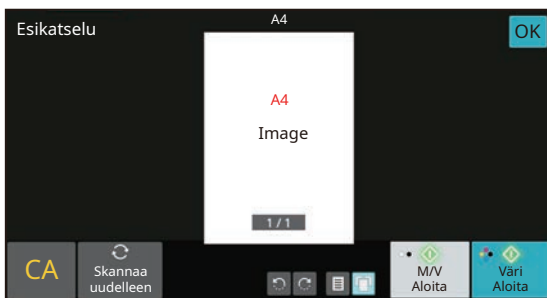 Esikatselu
A4
OK
A4
Image
1 / 1
CA
Skannaa
uudelleen
M/V
Aloita
Väri
Aloita